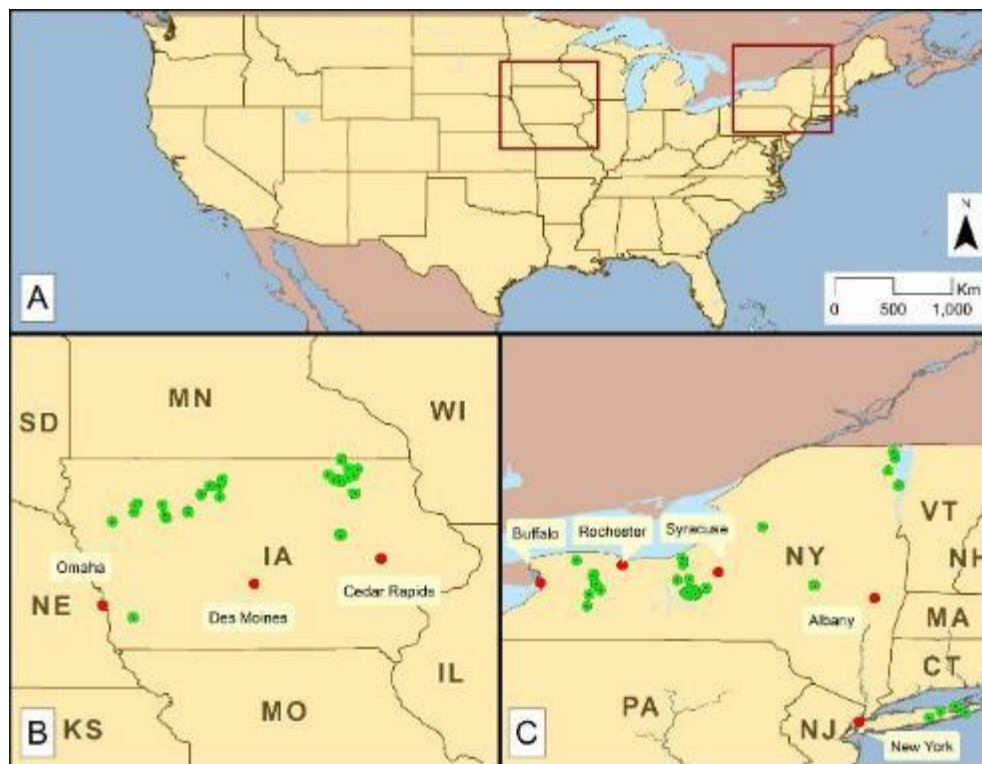 N
Km
0 500 1,000
A
MN
SD
WI
IA
Omaha
NE
Des Moines
Cedar Rapids
IL
MO
KS
B
VT
Buffalo
Rochester
Syracuse
NY
NH
Albany
MA
CT
PA
NJ
New York
C